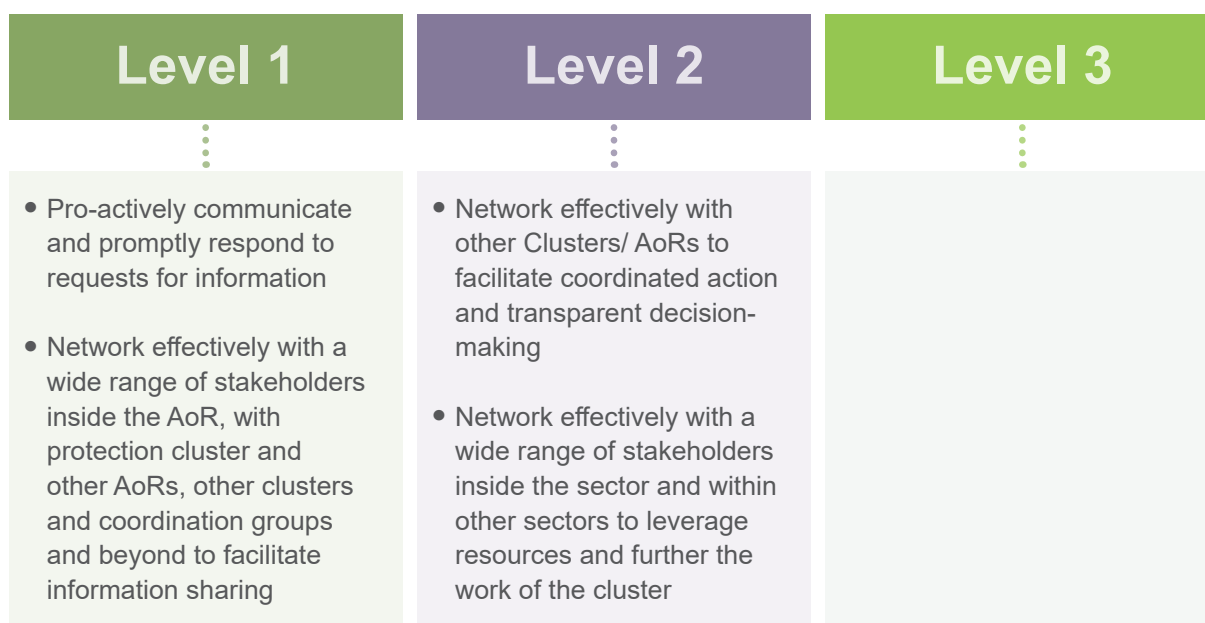 Level 1
• Pro-actively communicate
and promptly respond to
requests for information
• Network effectively with a
wide range of stakeholders
inside the AoR, with
protection cluster and
other AoRs, other clusters
and coordination groups
and beyond to facilitate
information sharing
Level 2
• Network effectively with
other Clusters/ AoRs to
facilitate coordinated action
and transparent decision-
making
• Network effectively with a
wide range of stakeholders
inside the sector and within
other sectors to leverage
resources and further the
work of the cluster
Level 3